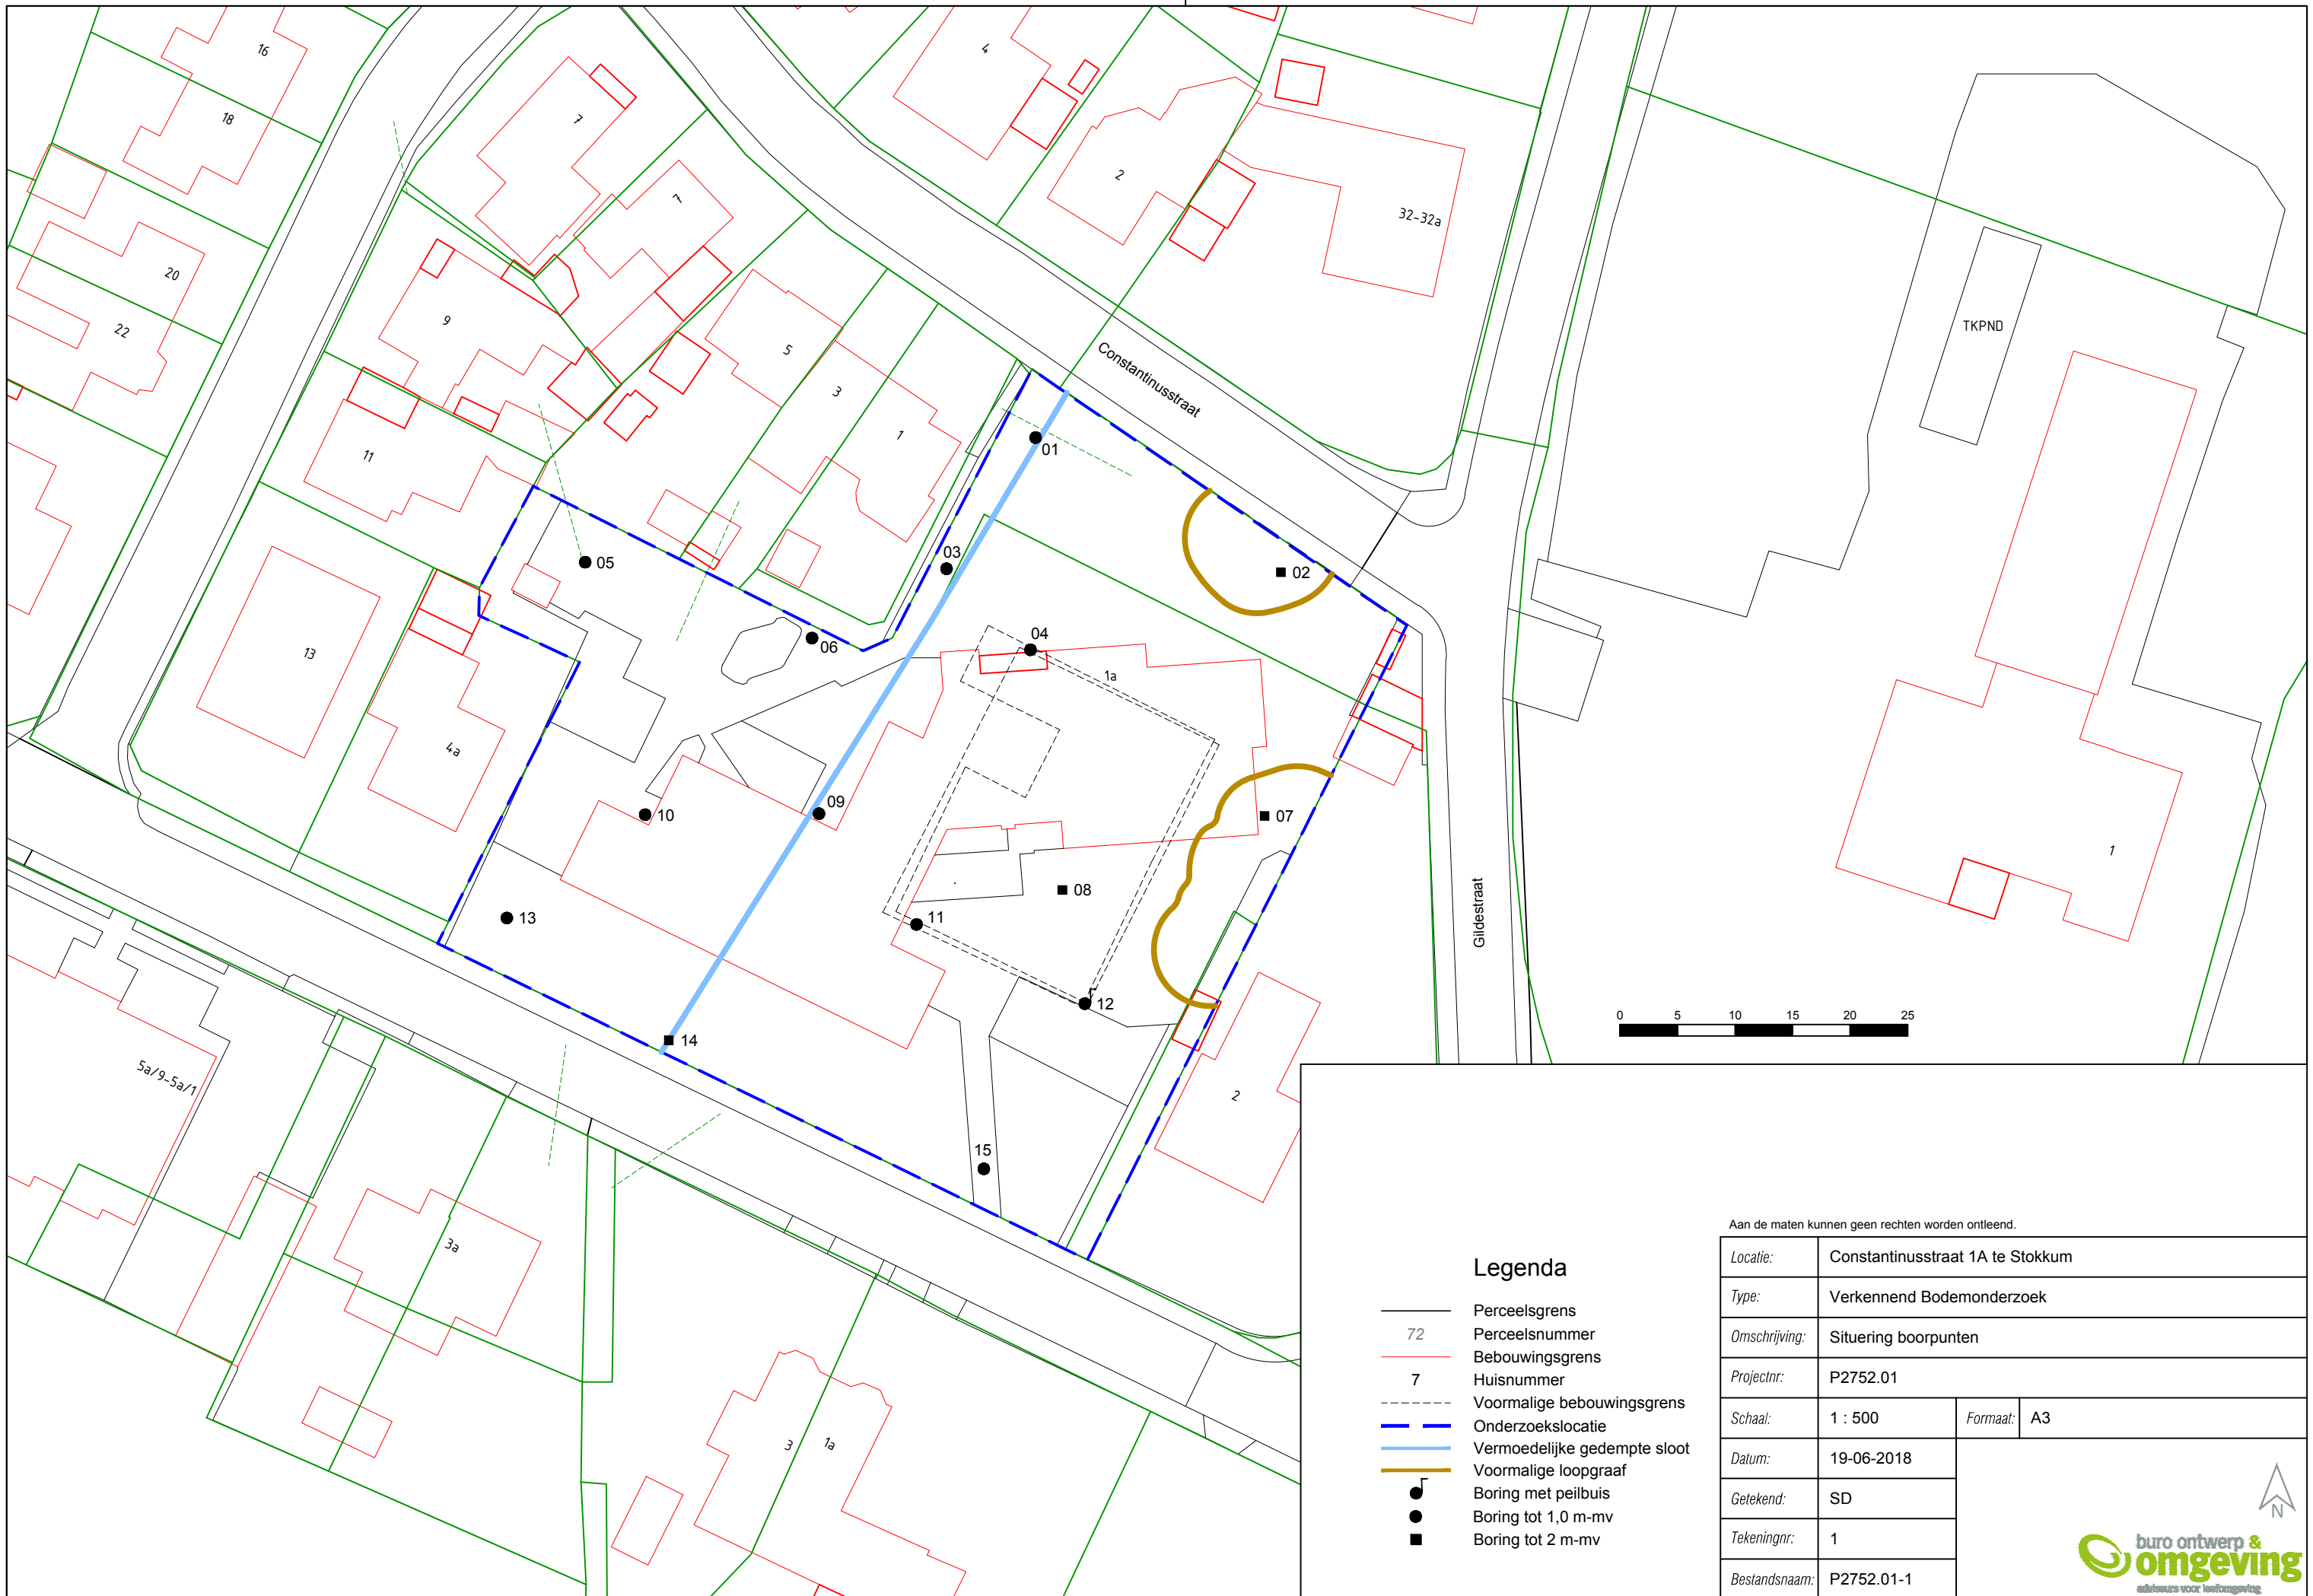 16
18
20
22
7
7
9
11
13
4a
5
3
1
4
2
32-32a
TKPND
Constantinusstraat
01
02
03
04
1a
05
06
07
08
09
10
11
12
13
14
15
Gildestraat
1
2
5a/9-5a/1
3a
3
1a
0 5 10 15 20 25
Legenda
Perceelsgrens
72 Perceelsnummer
Bebouwingsgrens
7 Huisnummer
Voormalige bebouwingsgrens
Onderzoekslocatie
Vermoedelijke gedempte sloot
Voormalige loopgraaf
Boring met peilbuis
Boring tot 1,0 m-mv
Boring tot 2 m-mv
Aan de maten kunnen geen rechten worden ontleend.
Locatie: Constantinusstraat 1A te Stokkum
Type: Verkennend Bodemonderzoek
Omschrijving: Situering boorpunten
Projectnr: P2752.01
Schaal: 1 : 500 Formaat: A3
Datum: 19-06-2018
Getekend: SD
Tekeningnr: 1
Bestandsnaam: P2752.01-1
N
buro ontwerp &
omgeving
adviseurs voor leefomgeving